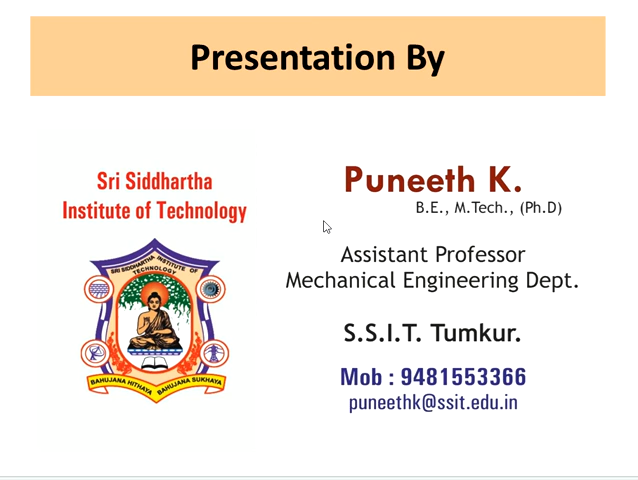 Presentation By
Sri Siddhartha
Institute of Technology
SRI SIDDHARTHA INSTITUTE OF
TECHNOLOGY
BAHUJANA HITHAYA BAHUJANA SUKHAYA
Puneeth K.
B.E., M.Tech., (Ph.D)
Assistant Professor
Mechanical Engineering Dept.
S.S.I.T. Tumkur.
Mob : 9481553366
puneethk@ssit.edu.in